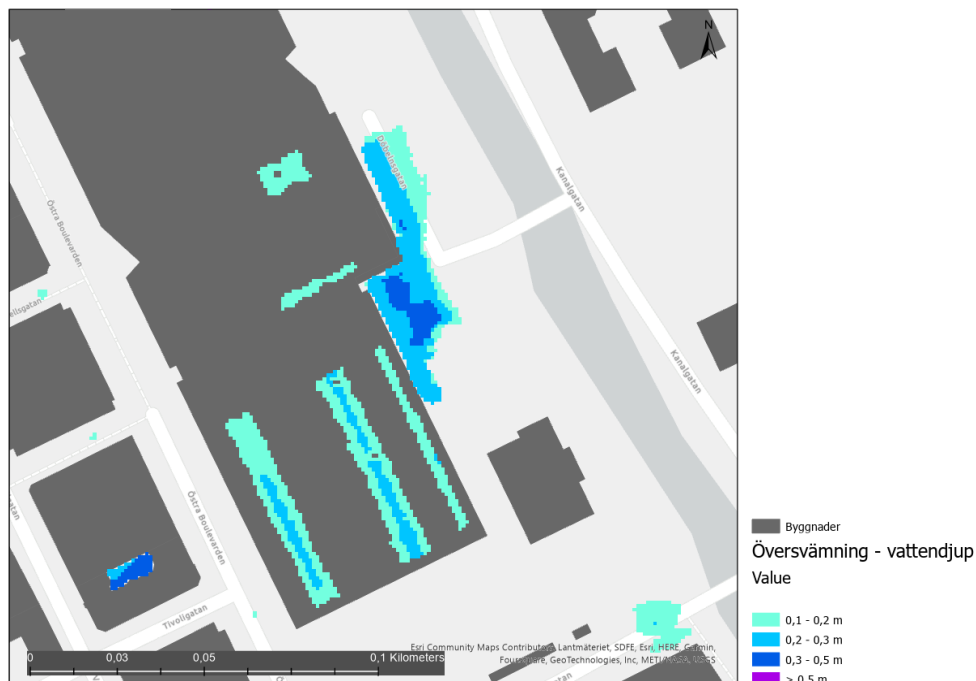 N
Döbelnsgatan
Kanalgatan
Östra Boulevarden
Kanalgatan
Östra Boulevarden
Tivoligatan
0 0,03 0,05 0,1 Kilometers
Esri Community Maps Contributors, Lantmäteriet, SDFE, Esri, HERE, Garmin,
Foursquare, GeoTechnologies, Inc, METI/NASA, USGS
Byggnader
Översvämning - vattendjup
Value
0,1 - 0,2 m
0,2 - 0,3 m
0,3 - 0,5 m
> 0,5 m